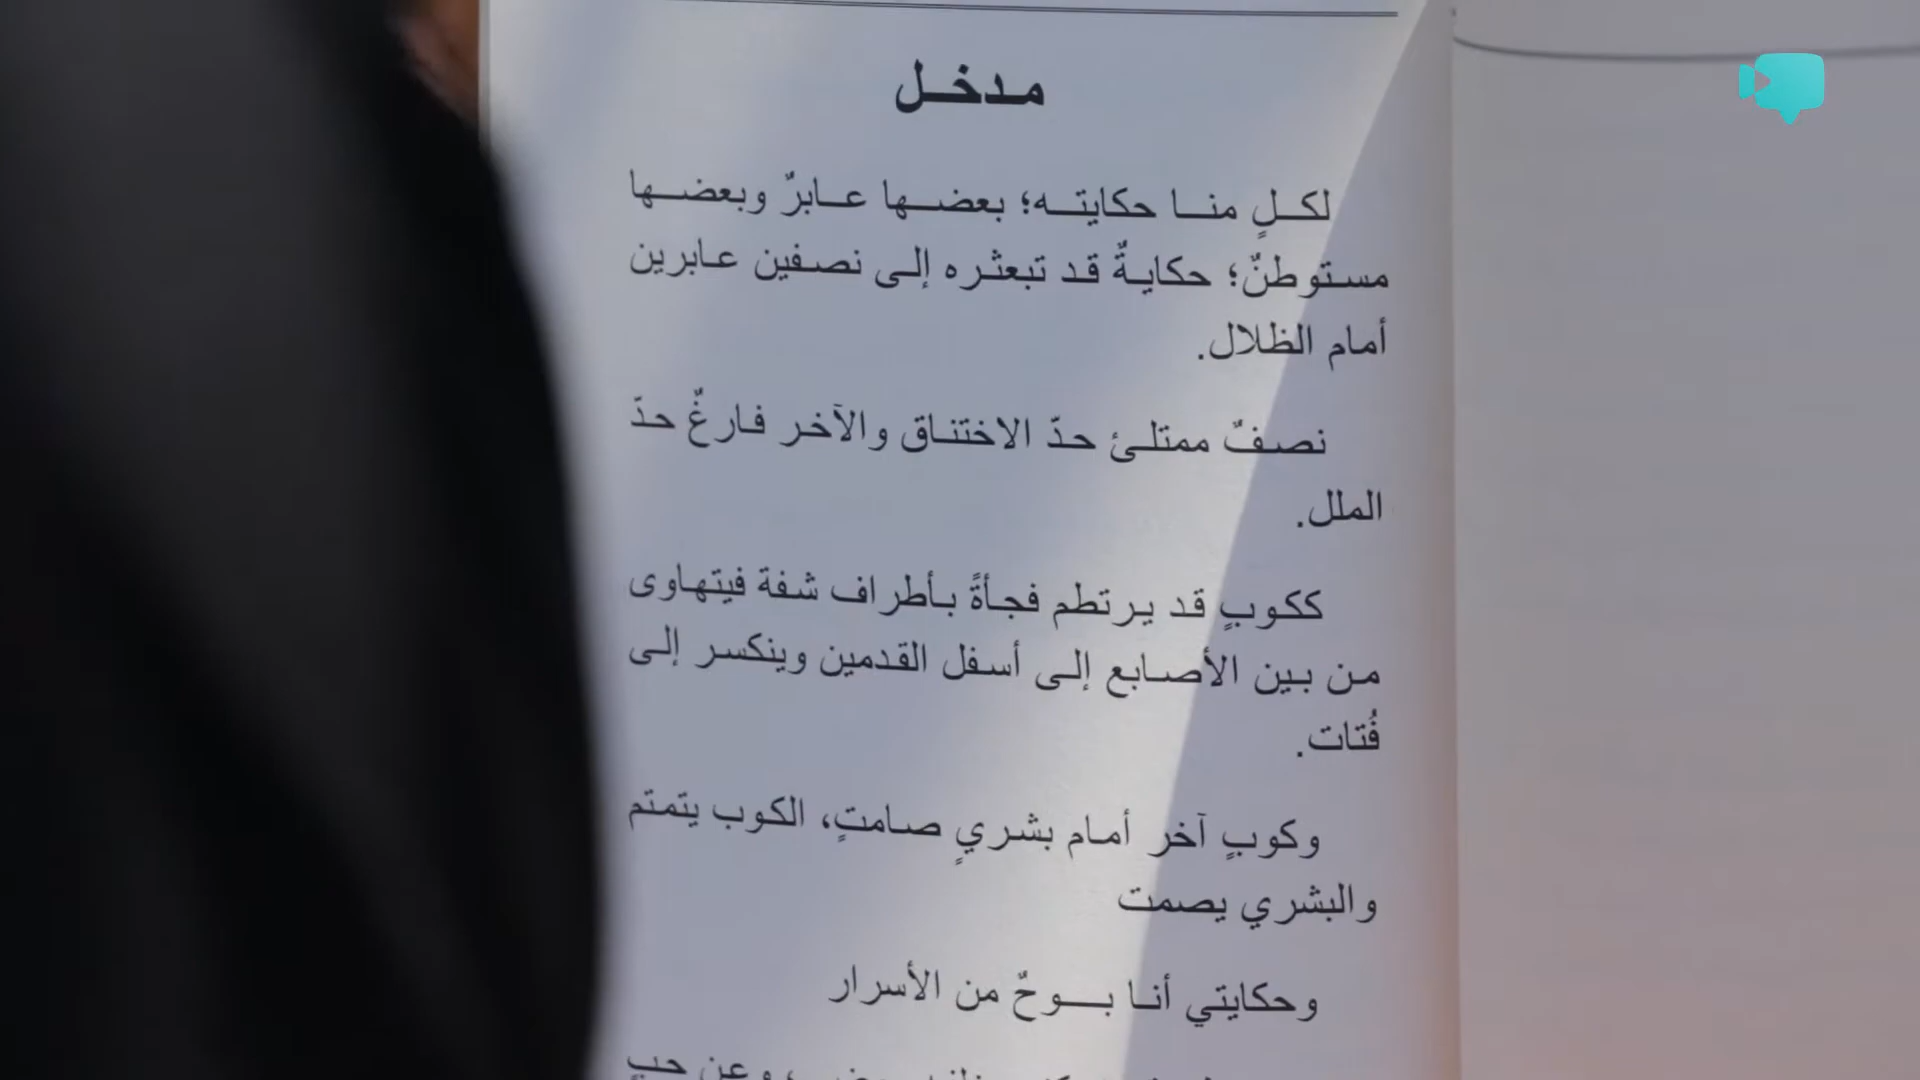 مدخل
لكلٍ منا حكايته؛ بعضها عابرٌ وبعضها
مستوطنٌ؛ حكايةٌ قد تبعثره إلى نصفين عابرين
أمام الظلال.
نصفٌ ممتلئ حدّ الاختناق والآخر فارغٌ حدّ
الملل.
ككوبٍ قد يرتطم فجأةً بأطراف شفة فيتهاوى
من بين الأصابع إلى أسفل القدمين وينكسر إلى
فُتات.
وكوبٍ آخر أمام بشريٍ صامتٍ، الكوب يتمتم
والبشري يصمت
وحكايتي أنا بوحٌ من الأسرار
وعن حبٍ